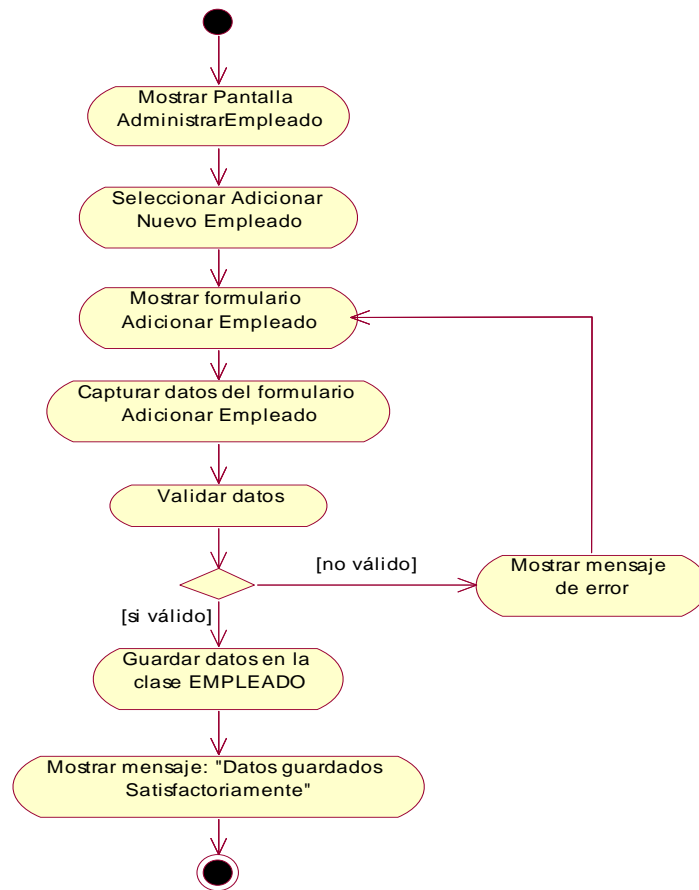 Mostrar Pantalla
AdministrarEmpleado
Seleccionar Adicionar
Nuevo Empleado
Mostrar formulario
Adicionar Empleado
Capturar datos del formulario
Adicionar Empleado
Validar datos
[no válido]
Mostrar mensaje
de error
[si válido]
Guardar datos en la
clase EMPLEADO
Mostrar mensaje: "Datos guardados
Satisfactoriamente"